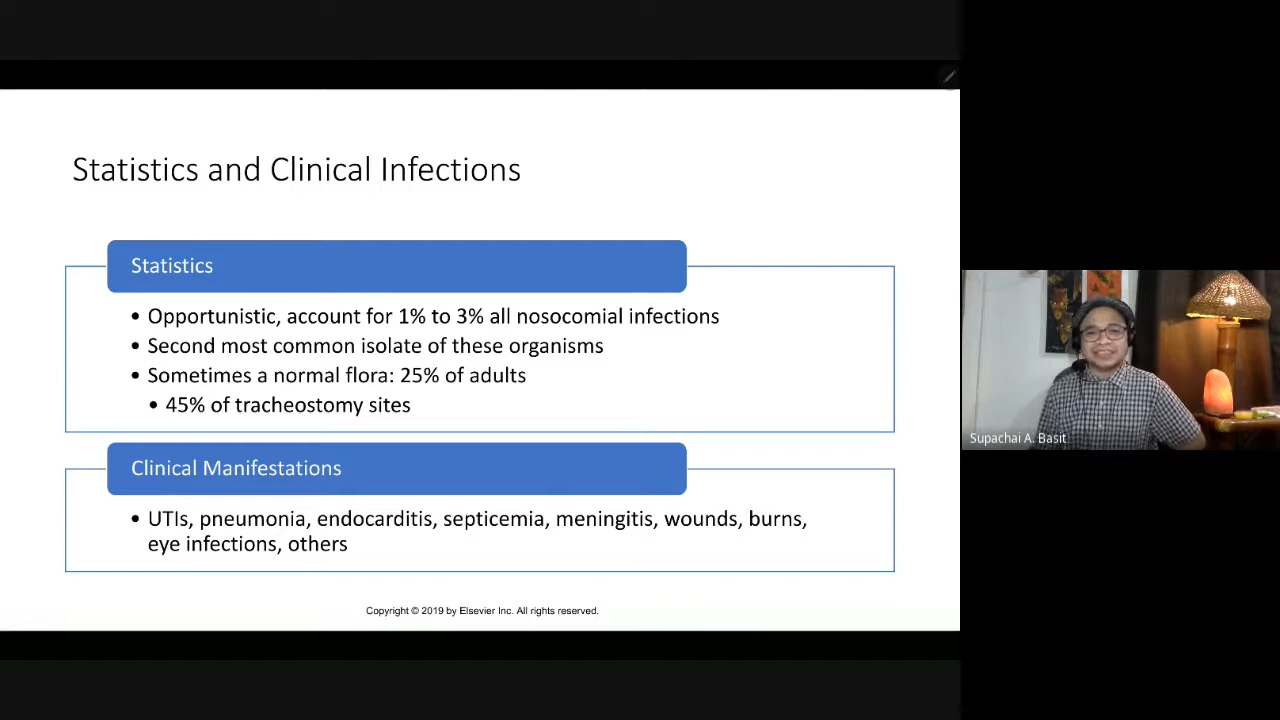 Statistics and Clinical Infections
Statistics
• Opportunistic, account for 1% to 3% all nosocomial infections
• Second most common isolate of these organisms
• Sometimes a normal flora: 25% of adults
• 45% of tracheostomy sites
Clinical Manifestations
• UTIs, pneumonia, endocarditis, septicemia, meningitis, wounds, burns,
eye infections, others
Copyright © 2019 by Elsevier Inc. All rights reserved.
Supachai A. Basit